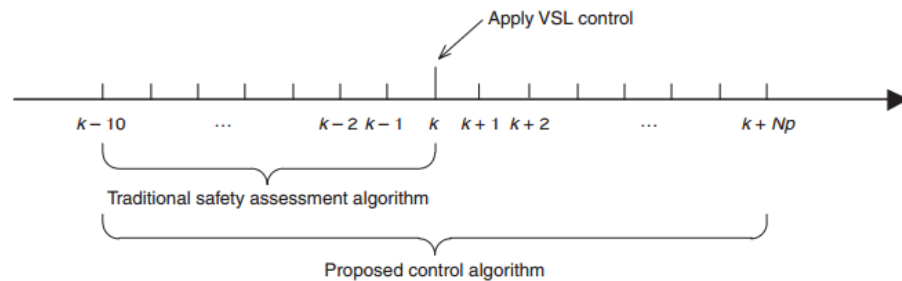 Apply VSL control
k – 10 ... k – 2 k – 1 k k + 1 k + 2 ... k + Np
Traditional safety assessment algorithm
Proposed control algorithm